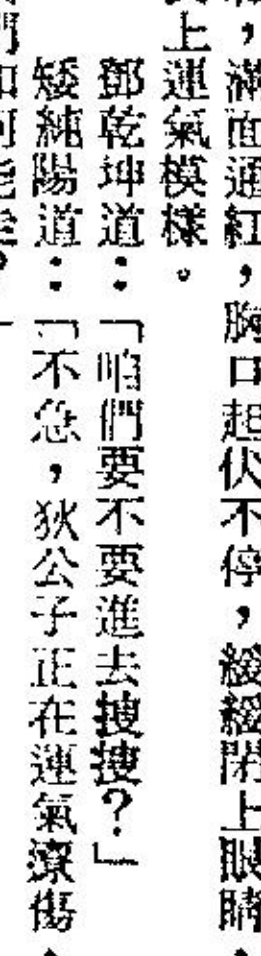 ，滿面通紅，胸口起伏不停，緩緩閉上眼睛，
上運氣模樣。
鄧乾坤道：「咱們要不要進去搜搜？」
矮純陽道：「不急，狄公子正在運氣療傷，